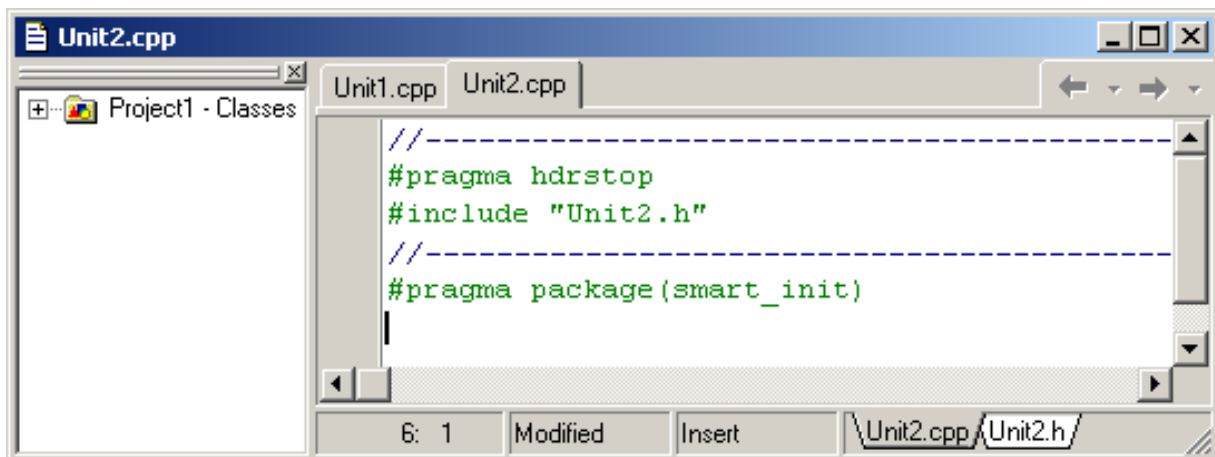 Unit2.cpp
Project1 - Classes
Unit1.cpp Unit2.cpp
//--------------------------------------------
#pragma hdrstop
#include "Unit2.h"
//--------------------------------------------
#pragma package(smart_init)
6: 1 Modified Insert \Unit2.cpp/Unit2.h/